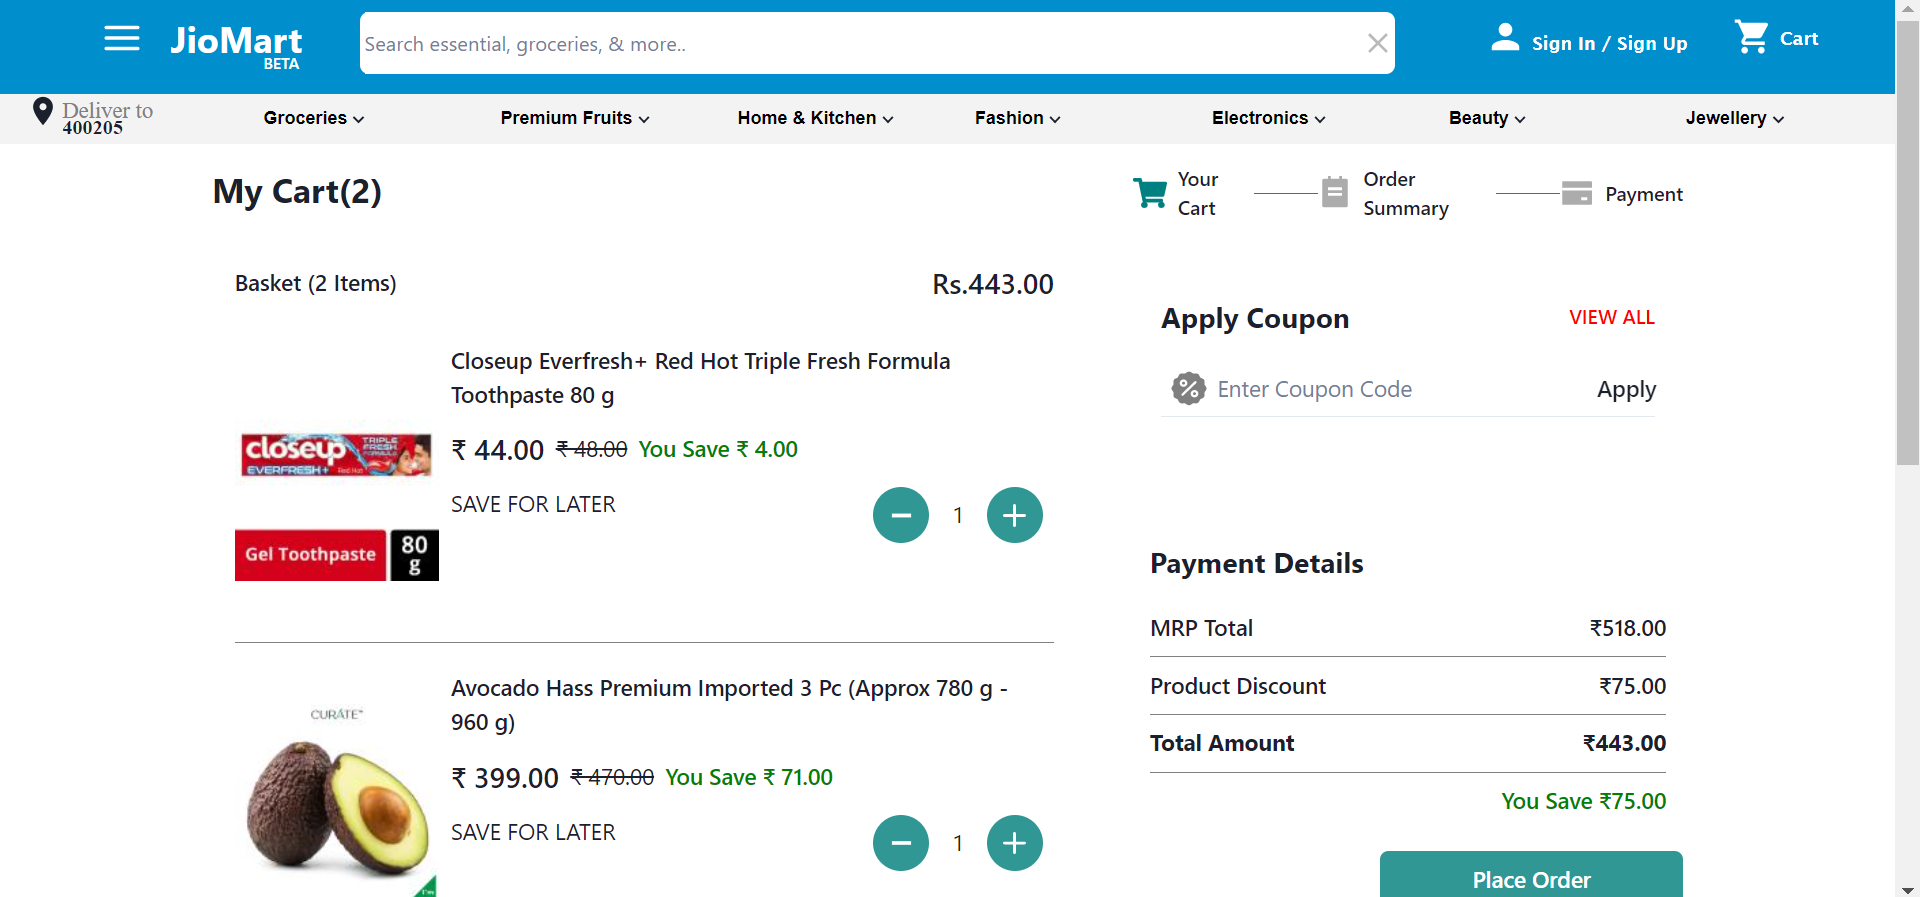 JioMart
BETA
Search essential, groceries, & more..
Sign In / Sign Up
Cart
Deliver to
400205
Groceries
Premium Fruits
Home & Kitchen
Fashion
Electronics
Beauty
Jewellery
My Cart(2)
Your
Cart
Order
Summary
Payment
Basket (2 Items)
Rs.443.00
Closeup Everfresh+ Red Hot Triple Fresh Formula
Toothpaste 80 g
₹ 44.00 ₹ 48.00 You Save ₹ 4.00
SAVE FOR LATER
1
closeup
TRIPLE
FRESH
FORMULA
EVERFRESH+
Red Hot
Gel Toothpaste
80
g
Avocado Hass Premium Imported 3 Pc (Approx 780 g -
960 g)
₹ 399.00 ₹ 470.00 You Save ₹ 71.00
SAVE FOR LATER
1
CURATE™
Apply Coupon
VIEW ALL
Enter Coupon Code
Apply
Payment Details
MRP Total ₹518.00
Product Discount ₹75.00
Total Amount ₹443.00
You Save ₹75.00
Place Order